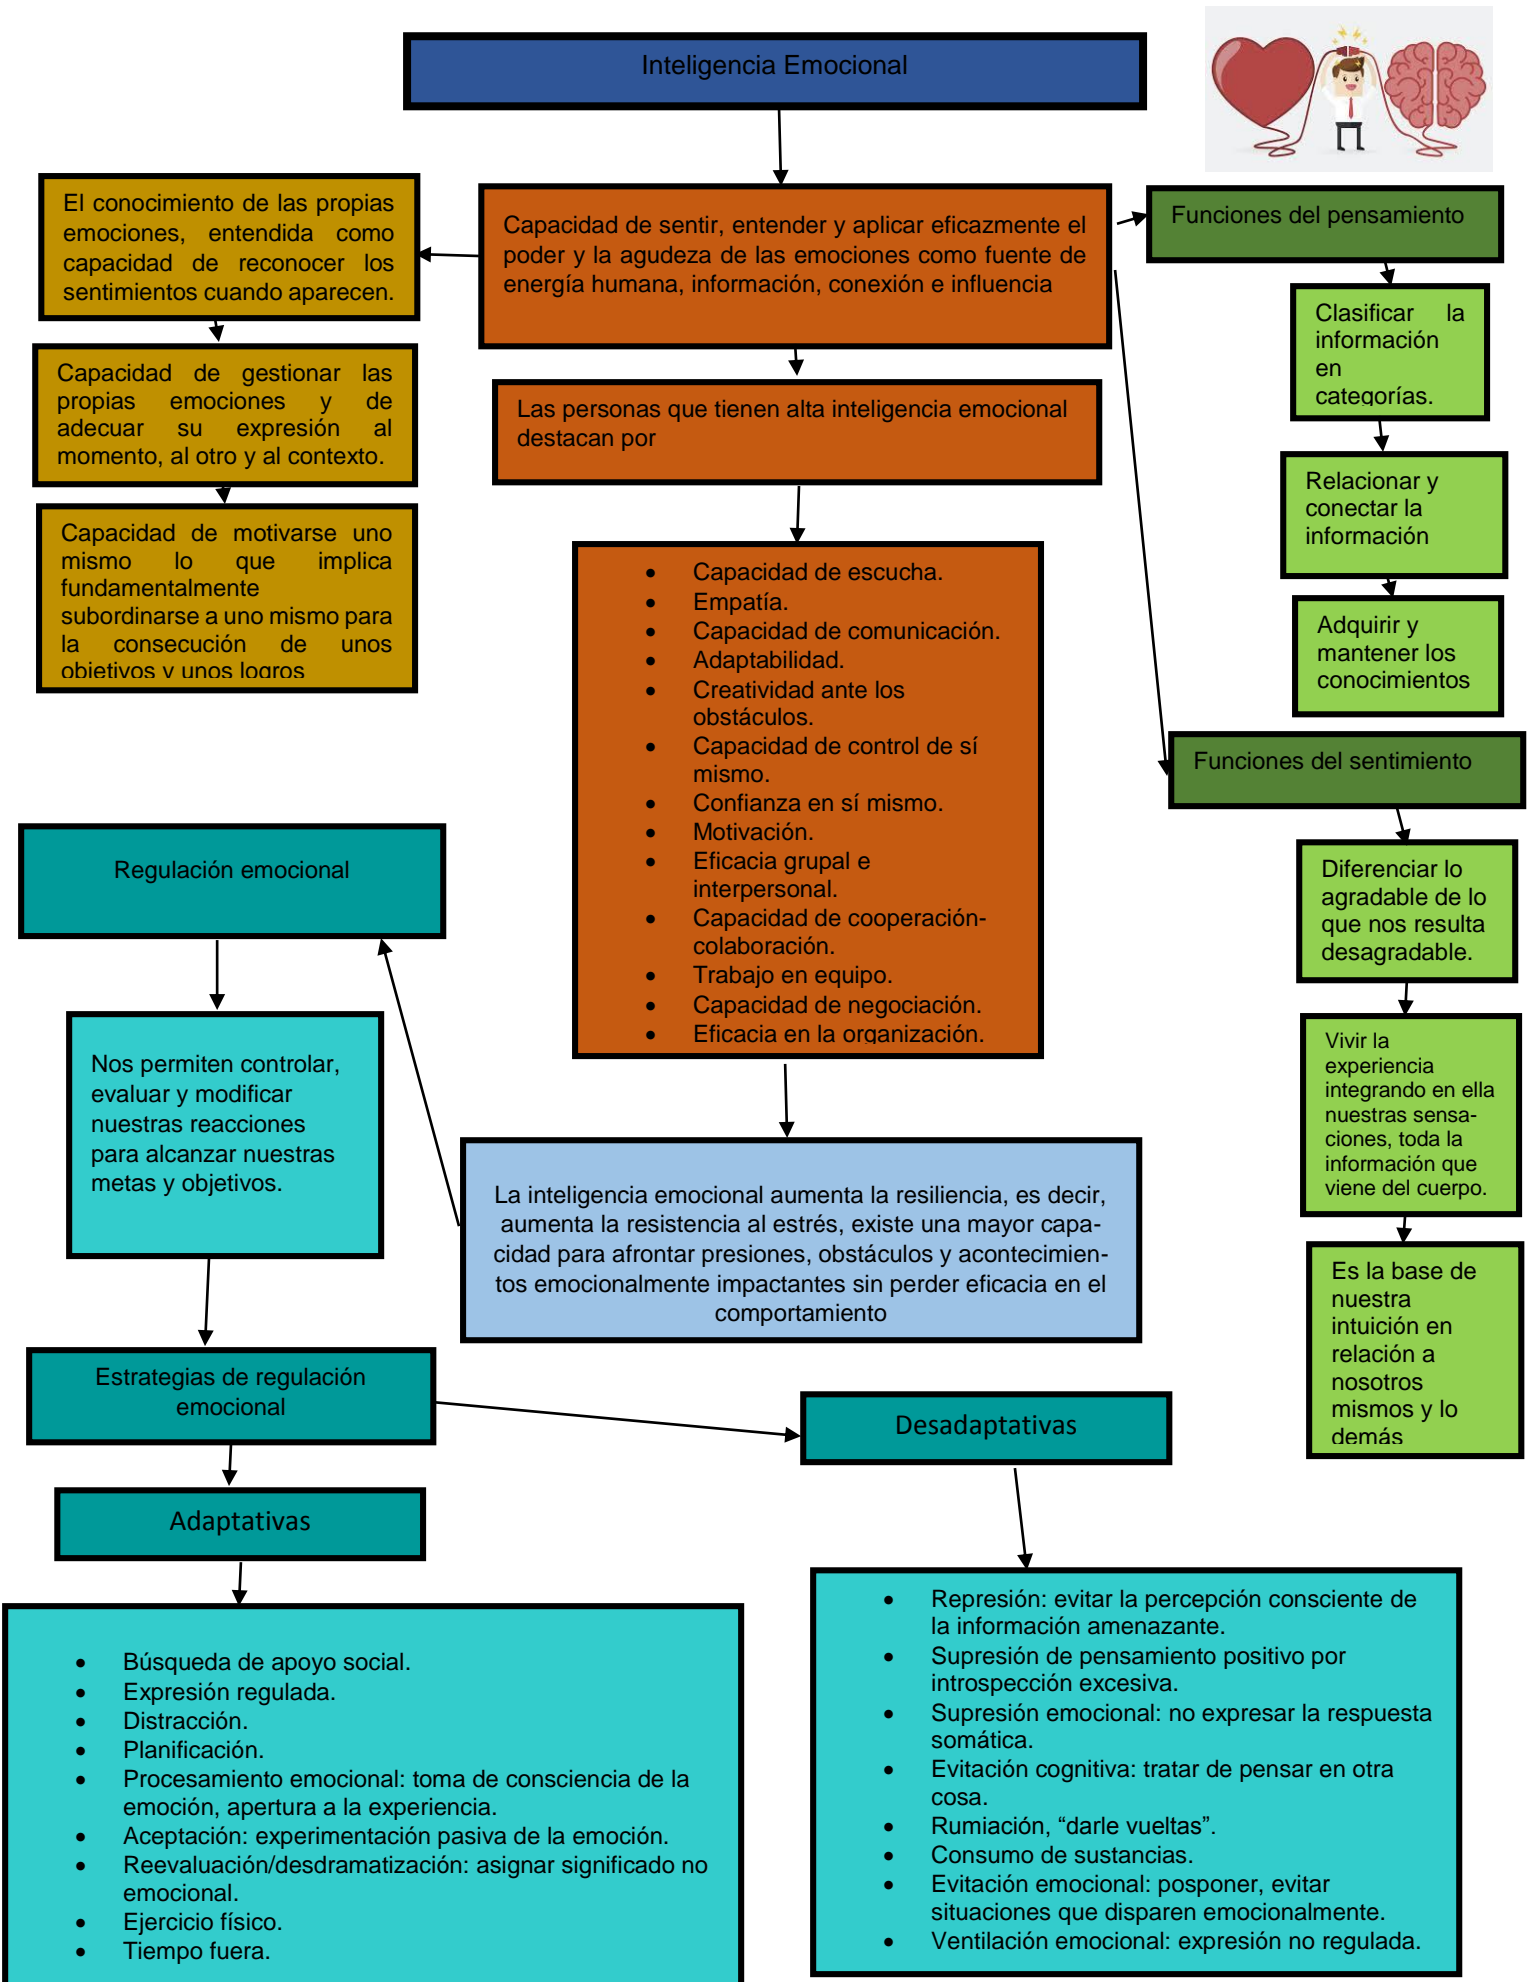 Inteligencia Emocional
El conocimiento de las propias
emociones, entendida como
capacidad de reconocer los
sentimientos cuando aparecen.
Capacidad de gestionar las
propias emociones y de
adecuar su expresión al
momento, al otro y al contexto.
Capacidad de motivarse uno
mismo lo que implica
fundamentalmente
subordinarse a uno mismo para
la consecución de unos
objetivos y unos logros
Capacidad de sentir, entender y aplicar eficazmente el
poder y la agudeza de las emociones como fuente de
energía humana, información, conexión e influencia
Las personas que tienen alta inteligencia emocional
destacan por
• Capacidad de escucha.
• Empatía.
• Capacidad de comunicación.
• Adaptabilidad.
• Creatividad ante los
obstáculos.
• Capacidad de control de sí
mismo.
• Confianza en sí mismo.
• Motivación.
• Eficacia grupal e
interpersonal.
• Capacidad de cooperación-
colaboración.
• Trabajo en equipo.
• Capacidad de negociación.
• Eficacia en la organización.
Funciones del pensamiento
Clasificar la
información
en
categorías.
Relacionar y
conectar la
información
Adquirir y
mantener los
conocimientos
Funciones del sentimiento
Diferenciar lo
agradable de lo
que nos resulta
desagradable.
Vivir la
experiencia
integrando en ella
nuestras sensa-
ciones, toda la
información que
viene del cuerpo.
Es la base de
nuestra
intuición en
relación a
nosotros
mismos y lo
demás
La inteligencia emocional aumenta la resiliencia, es decir,
aumenta la resistencia al estrés, existe una mayor capa-
cidad para afrontar presiones, obstáculos y acontecimien-
tos emocionalmente impactantes sin perder eficacia en el
comportamiento
Regulación emocional
Nos permiten controlar,
evaluar y modificar
nuestras reacciones
para alcanzar nuestras
metas y objetivos.
Estrategias de regulación
emocional
Adaptativas
• Búsqueda de apoyo social.
• Expresión regulada.
• Distracción.
• Planificación.
• Procesamiento emocional: toma de consciencia de la
emoción, apertura a la experiencia.
• Aceptación: experimentación pasiva de la emoción.
• Reevaluación/desdramatización: asignar significado no
emocional.
• Ejercicio físico.
• Tiempo fuera.
Desadaptativas
• Represión: evitar la percepción consciente de
la información amenazante.
• Supresión de pensamiento positivo por
introspección excesiva.
• Supresión emocional: no expresar la respuesta
somática.
• Evitación cognitiva: tratar de pensar en otra
cosa.
• Rumiación, “darle vueltas”.
• Consumo de sustancias.
• Evitación emocional: posponer, evitar
situaciones que disparen emocionalmente.
• Ventilación emocional: expresión no regulada.